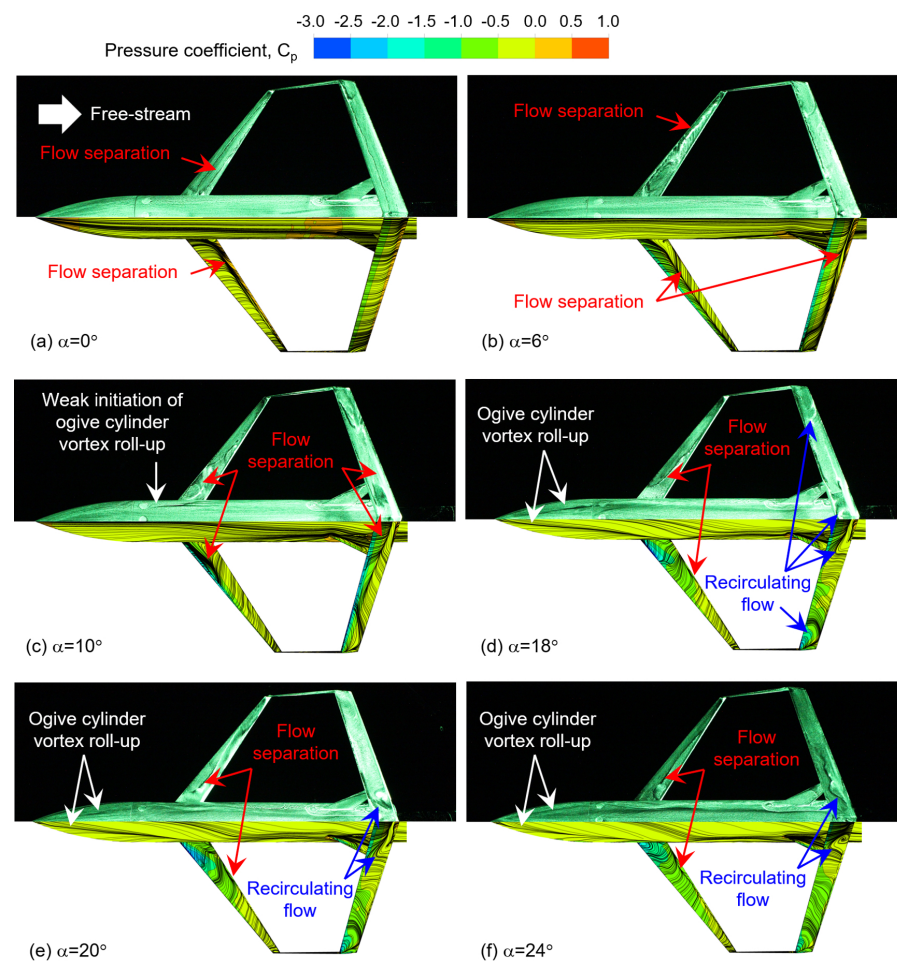 -3.0 -2.5 -2.0 -1.5 -1.0 -0.5 0.0 0.5 1.0
Pressure coefficient, Cp
Free-stream
Flow separation
Flow separation
(a) α=0°
Flow separation
Flow separation
(b) α=6°
Weak initiation of
ogive cylinder
vortex roll-up
Flow
separation
(c) α=10°
Ogive cylinder
vortex roll-up
Flow
separation
Recirculating
flow
(d) α=18°
Ogive cylinder
vortex roll-up
Flow
separation
Recirculating
flow
(e) α=20°
Ogive cylinder
vortex roll-up
Flow
separation
Recirculating
flow
(f) α=24°